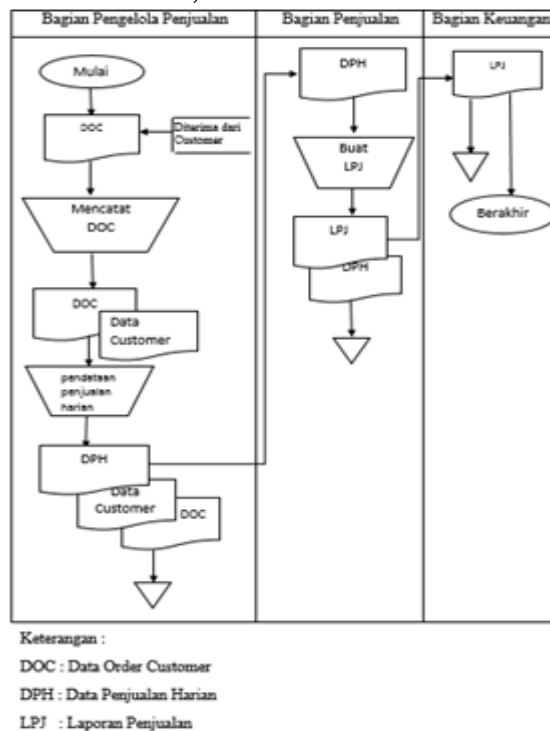 Bagian Pengelola Penjualan
Bagian Penjualan
Bagian Keuangan
Mulai
DOC
Diterima dari
Customer
Mencatat
DOC
DOC
Data
Customer
pendataan
penjualan
harian
DPH
Data
Customer
DOC
DPH
Buat
LPJ
LPJ
DPH
LPJ
Berakhir
Keterangan :
DOC : Data Order Customer
DPH : Data Penjualan Harian
LPJ : Laporan Penjualan